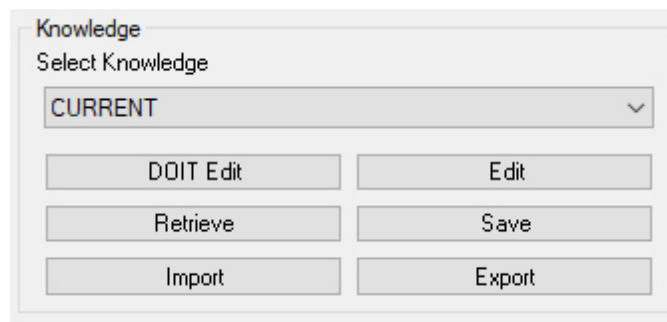 Knowledge
Select Knowledge
CURRENT
DOIT Edit Edit
Retrieve Save
Import Export